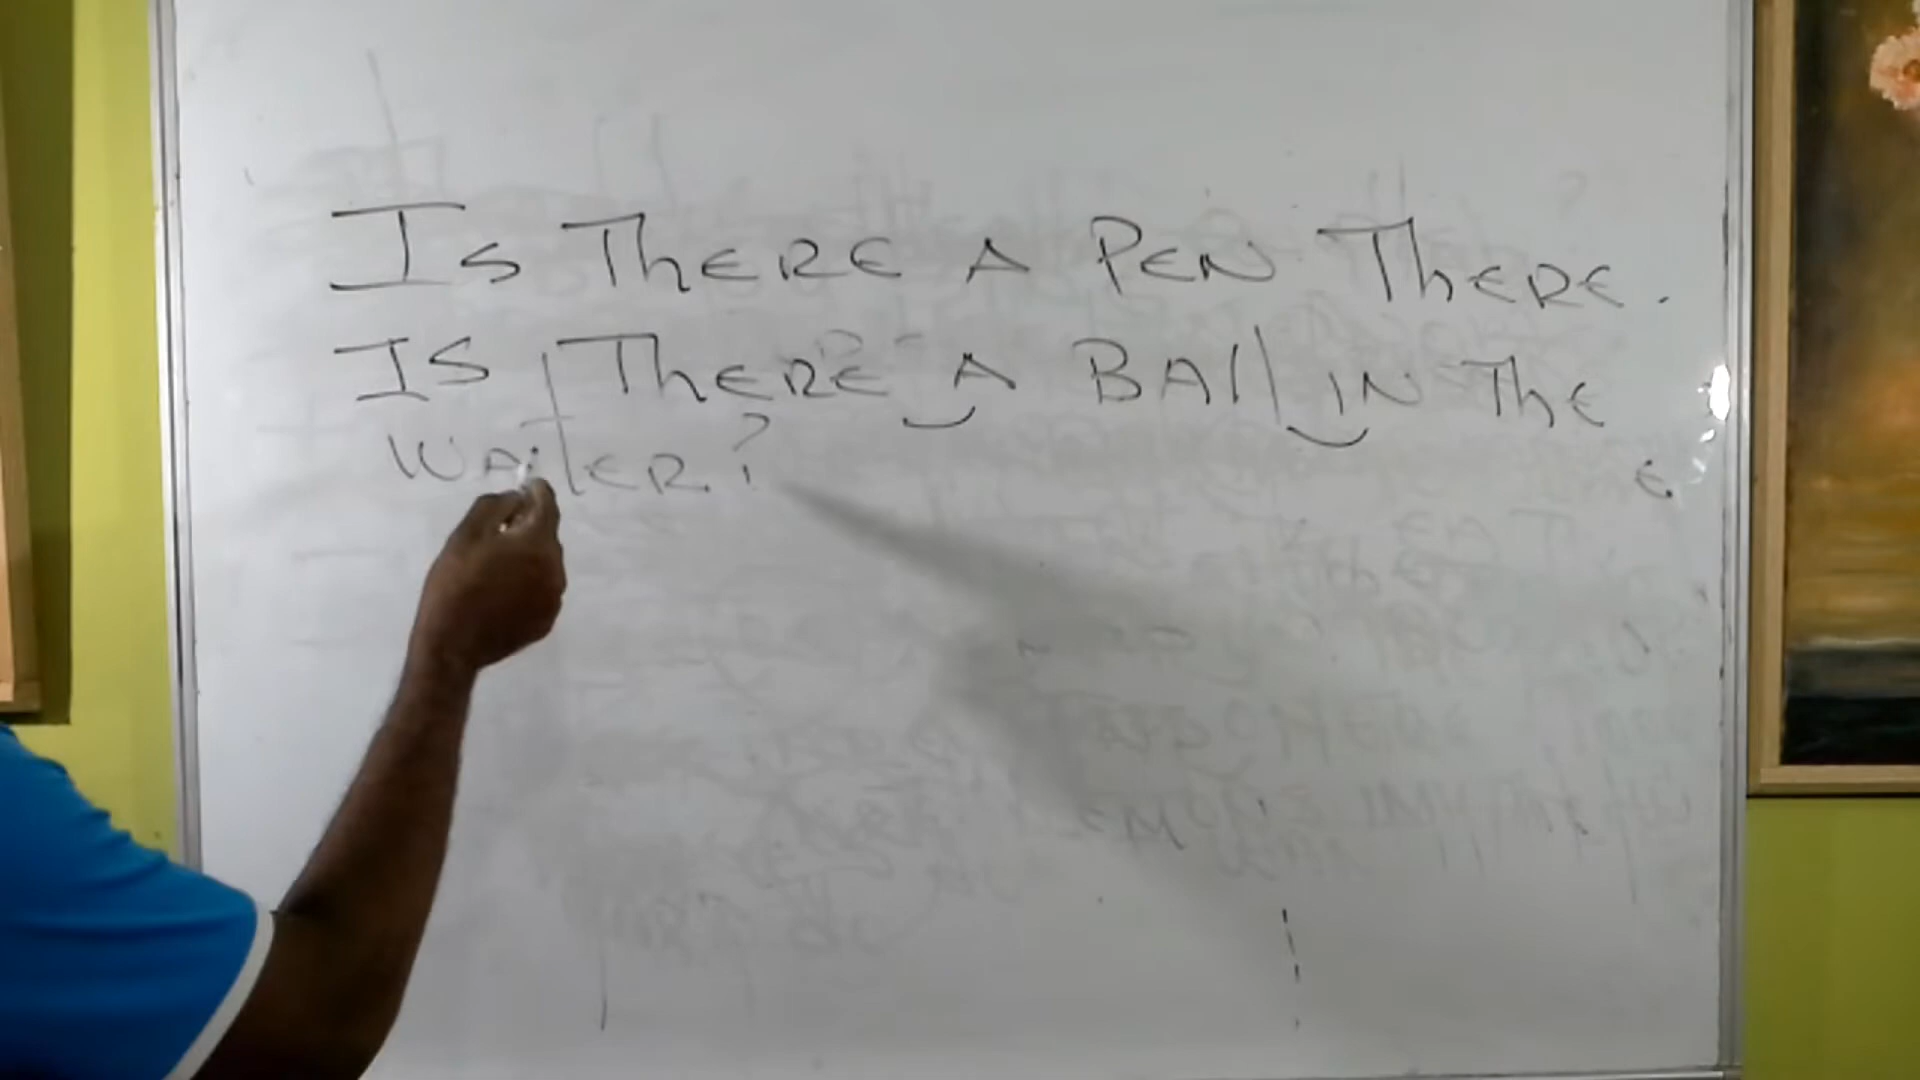 Is ThERE A PEN ThERE.
IS ThERE A BAll IN The
WATER?